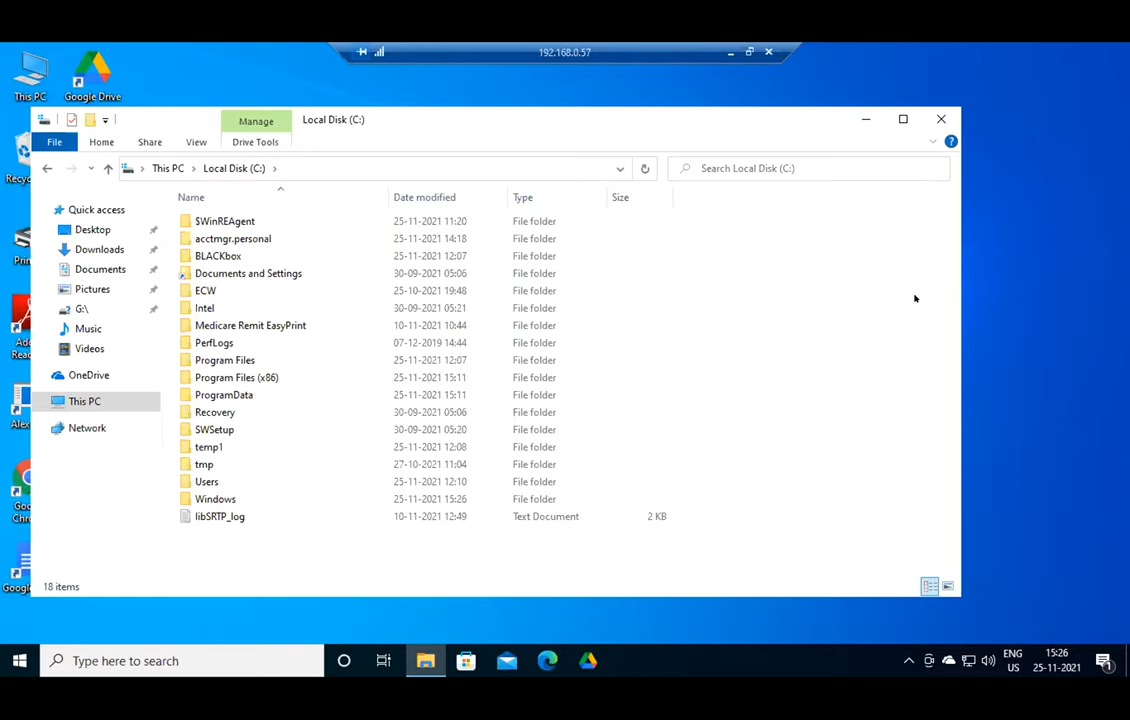 192.168.0.57
This PC
Google Drive
Manage
Local Disk (C:)
File
Home
Share
View
Drive Tools
This PC > Local Disk (C:) >
Search Local Disk (C:)
Name
Date modified
Type
Size
Quick access
Desktop
Downloads
Documents
Pictures
G:\
Music
Videos
OneDrive
This PC
Network
$WinREAgent 25-11-2021 11:20 File folder
acctmgr.personal 25-11-2021 14:18 File folder
BLACKbox 25-11-2021 12:07 File folder
Documents and Settings 30-09-2021 05:06 File folder
ECW 25-10-2021 19:48 File folder
Intel 30-09-2021 05:21 File folder
Medicare Remit EasyPrint 10-11-2021 10:44 File folder
PerfLogs 07-12-2019 14:44 File folder
Program Files 25-11-2021 12:07 File folder
Program Files (x86) 25-11-2021 15:11 File folder
ProgramData 25-11-2021 15:11 File folder
Recovery 30-09-2021 05:06 File folder
SWSetup 30-09-2021 05:20 File folder
temp1 25-11-2021 12:08 File folder
tmp 27-10-2021 11:04 File folder
Users 25-11-2021 12:10 File folder
Windows 25-11-2021 15:26 File folder
libSRTP_log 10-11-2021 12:49 Text Document 2 KB
Recy
Prin
Ado
Rea
Alex
Goo
Chro
Google
18 items
Type here to search
ENG
US
15:26
25-11-2021
1